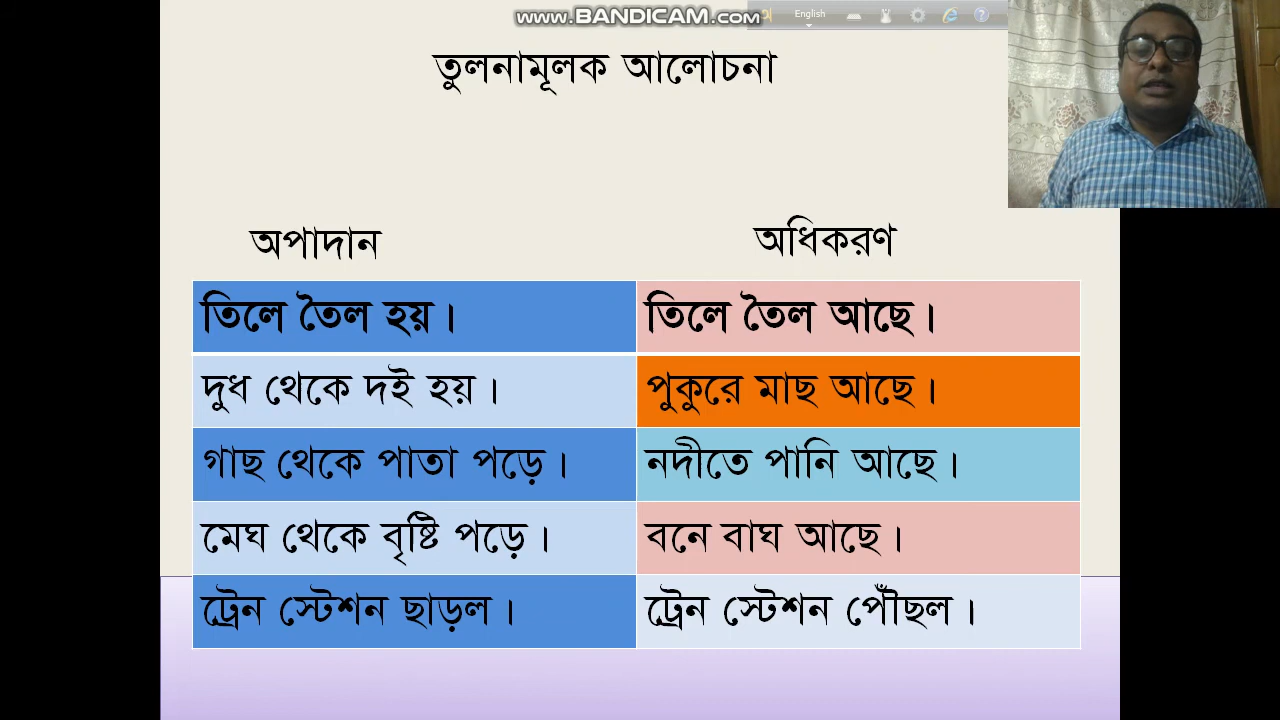 www.BANDICAM.com
English
তুলনামূলক আলোচনা
অপাদান
অধিকরণ
তিলে তৈল হয়।
তিলে তৈল আছে।
দুধ থেকে দই হয়।
পুকুরে মাছ আছে।
গাছ থেকে পাতা পড়ে।
নদীতে পানি আছে।
মেঘ থেকে বৃষ্টি পড়ে।
বনে বাঘ আছে।
ট্রেন স্টেশন ছাড়ল।
ট্রেন স্টেশন পৌঁছল।